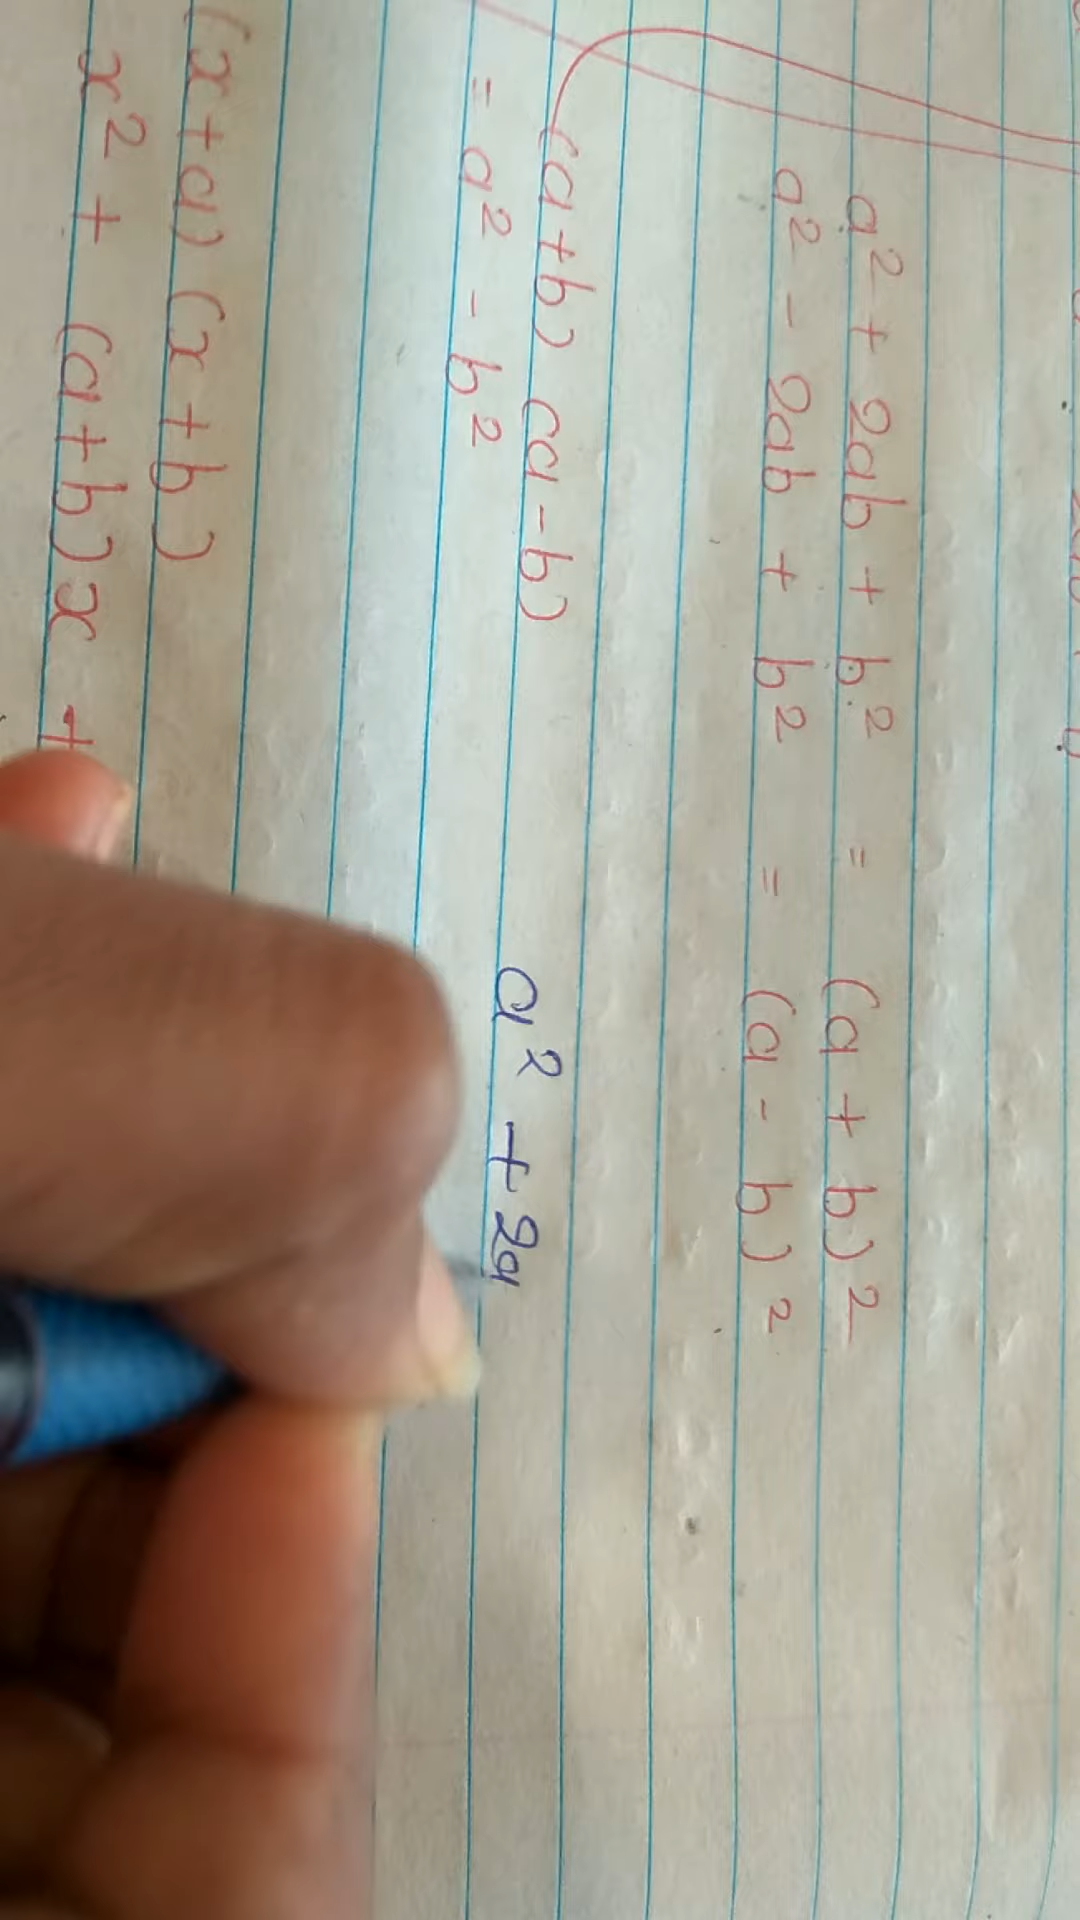 a² + 2ab + b² = (a + b)²
a² - 2ab + b² = (a - b)²
(a+b) (a-b)
= a² - b²
a² + 2a
(x+a) (x+b)
x² + (a+b)x +